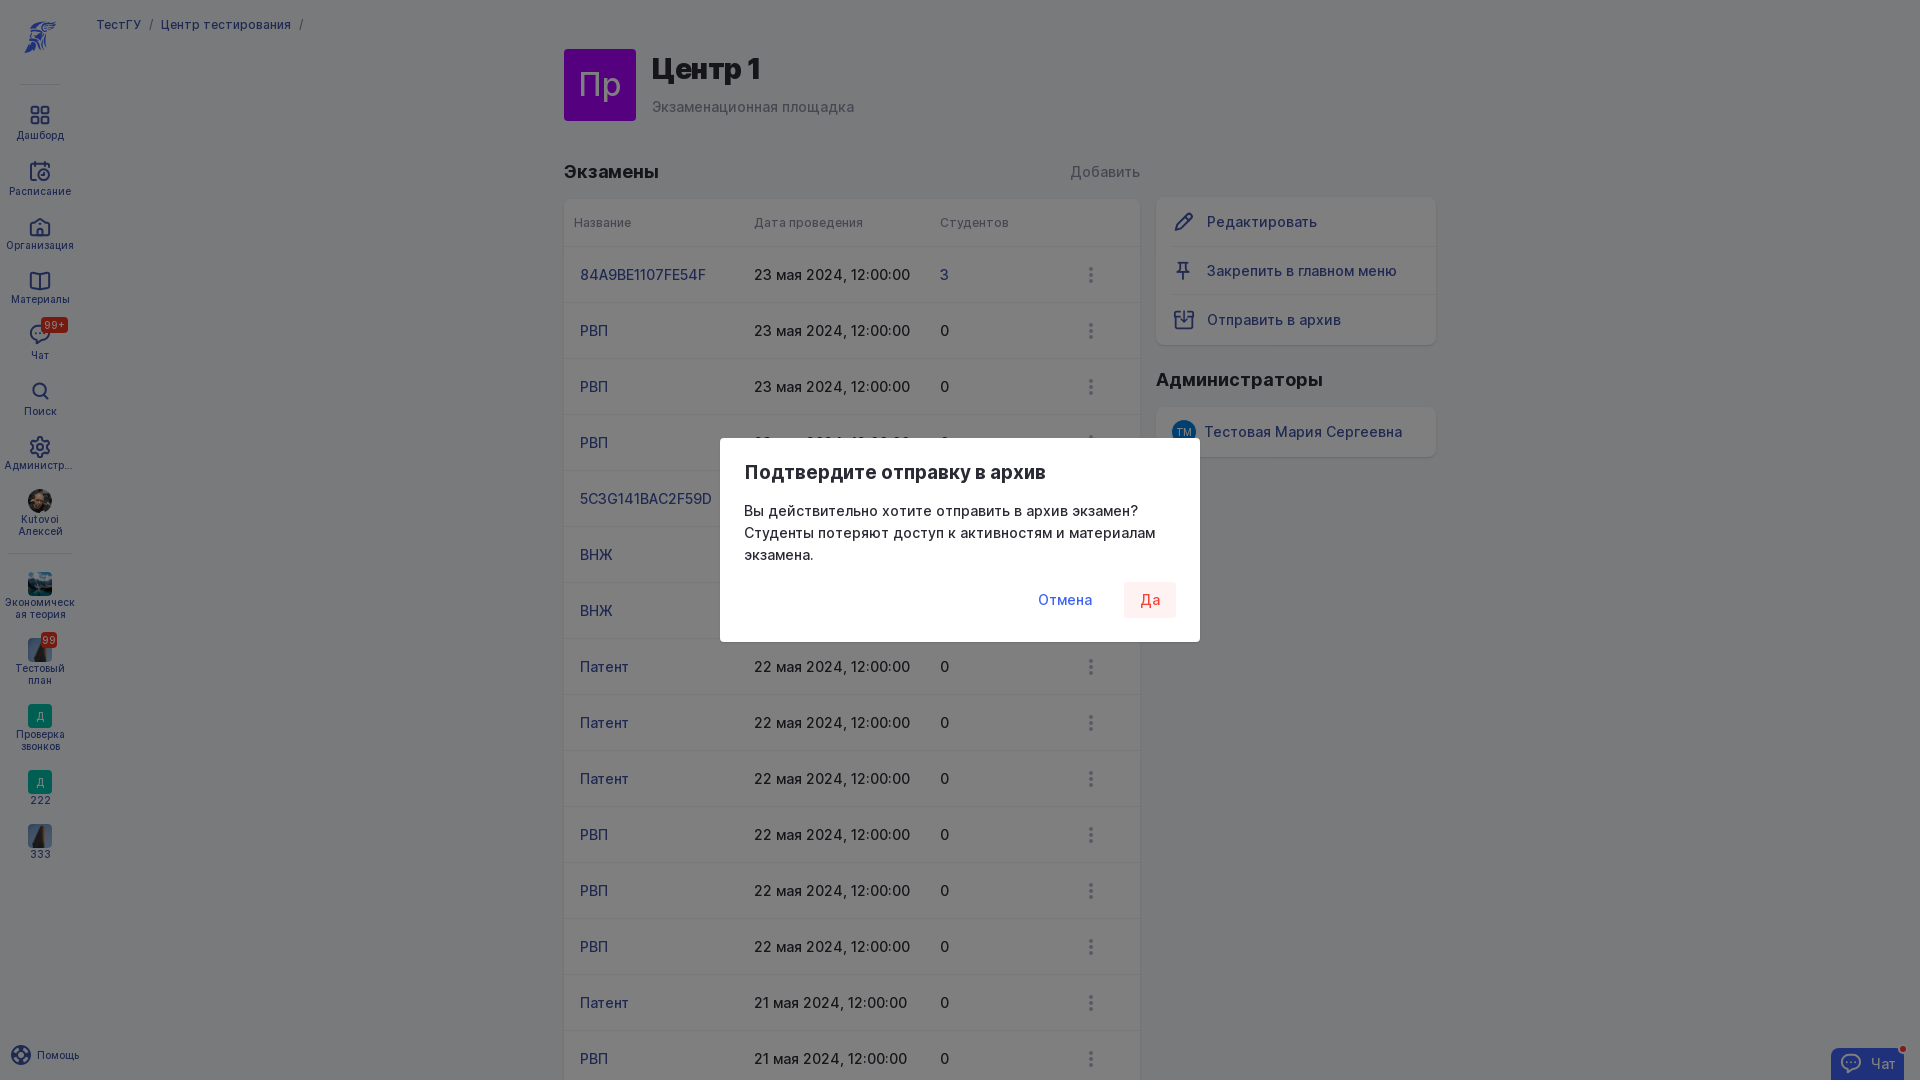 ТестГУ / Центр тестирования /
Дашборд
Расписание
Организация
Материалы
99+
Чат
Поиск
Администр...
Kutovoi
Алексей
Экономическ
ая теория
99
Тестовый
план
Д
Проверка
звонков
Д
222
333
Помощь
Пр
Центр 1
Экзаменационная площадка
Экзамены
Добавить
Название Дата проведения Студентов
84A9BE1107FE54F 23 мая 2024, 12:00:00 3
РВП 23 мая 2024, 12:00:00 0
РВП 23 мая 2024, 12:00:00 0
РВП
5C3G141BAC2F59D
ВНЖ
ВНЖ
Патент 22 мая 2024, 12:00:00 0
Патент 22 мая 2024, 12:00:00 0
Патент 22 мая 2024, 12:00:00 0
РВП 22 мая 2024, 12:00:00 0
РВП 22 мая 2024, 12:00:00 0
РВП 22 мая 2024, 12:00:00 0
Патент 21 мая 2024, 12:00:00 0
РВП 21 мая 2024, 12:00:00 0
Редактировать
Закрепить в главном меню
Отправить в архив
Администраторы
ТМ Тестовая Мария Сергеевна
Подтвердите отправку в архив
Вы действительно хотите отправить в архив экзамен?
Студенты потеряют доступ к активностям и материалам
экзамена.
Отмена Да
Чат